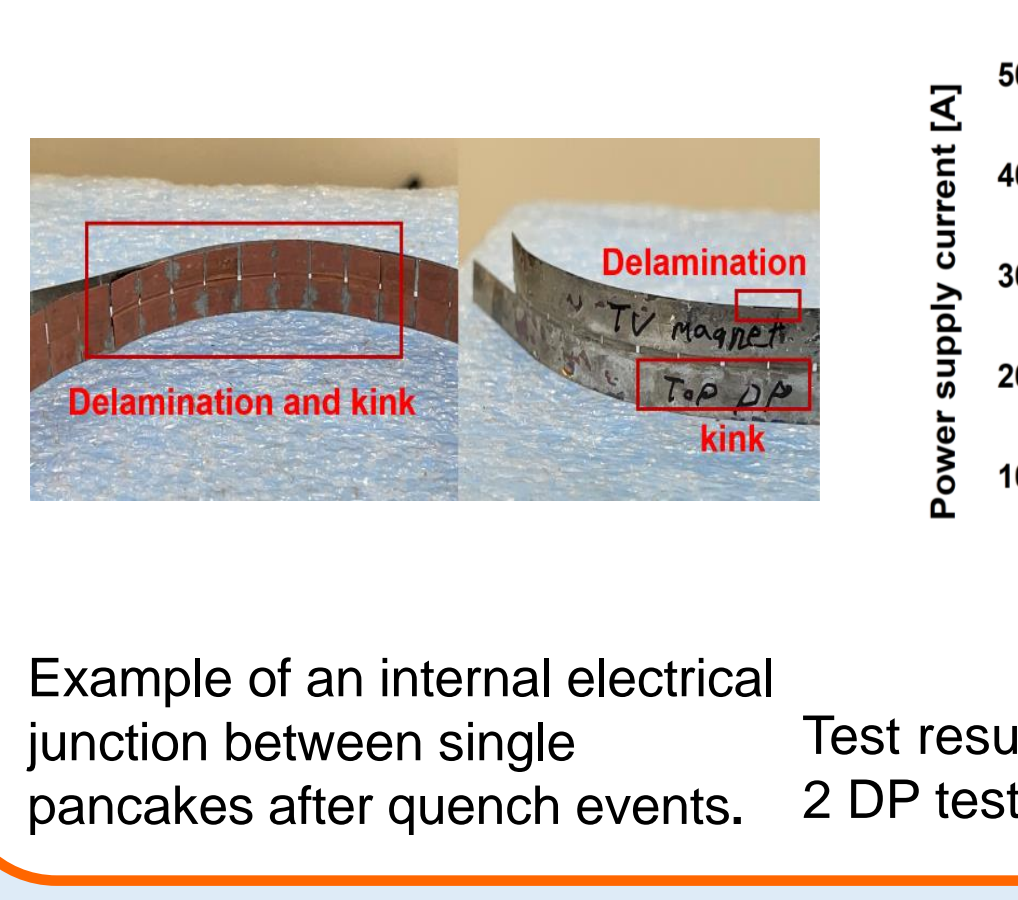 Delamination and kink
Delamination
TV Magnet
Top DP
kink
Power supply current [A]
Example of an internal electrical
junction between single
pancakes after quench events.
Test resu
2 DP test